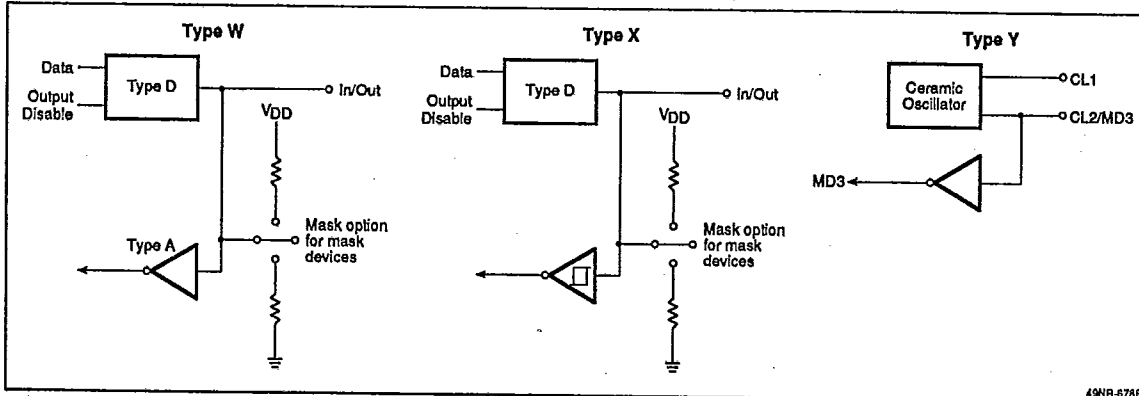 Type W
Data
Output
Disable
Type D
In/Out
VDD
Type A
Mask option
for mask
devices
Type X
Data
Output
Disable
Type D
In/Out
VDD
Mask option
for mask
devices
Type Y
Ceramic
Oscillator
CL1
CL2/MD3
MD3